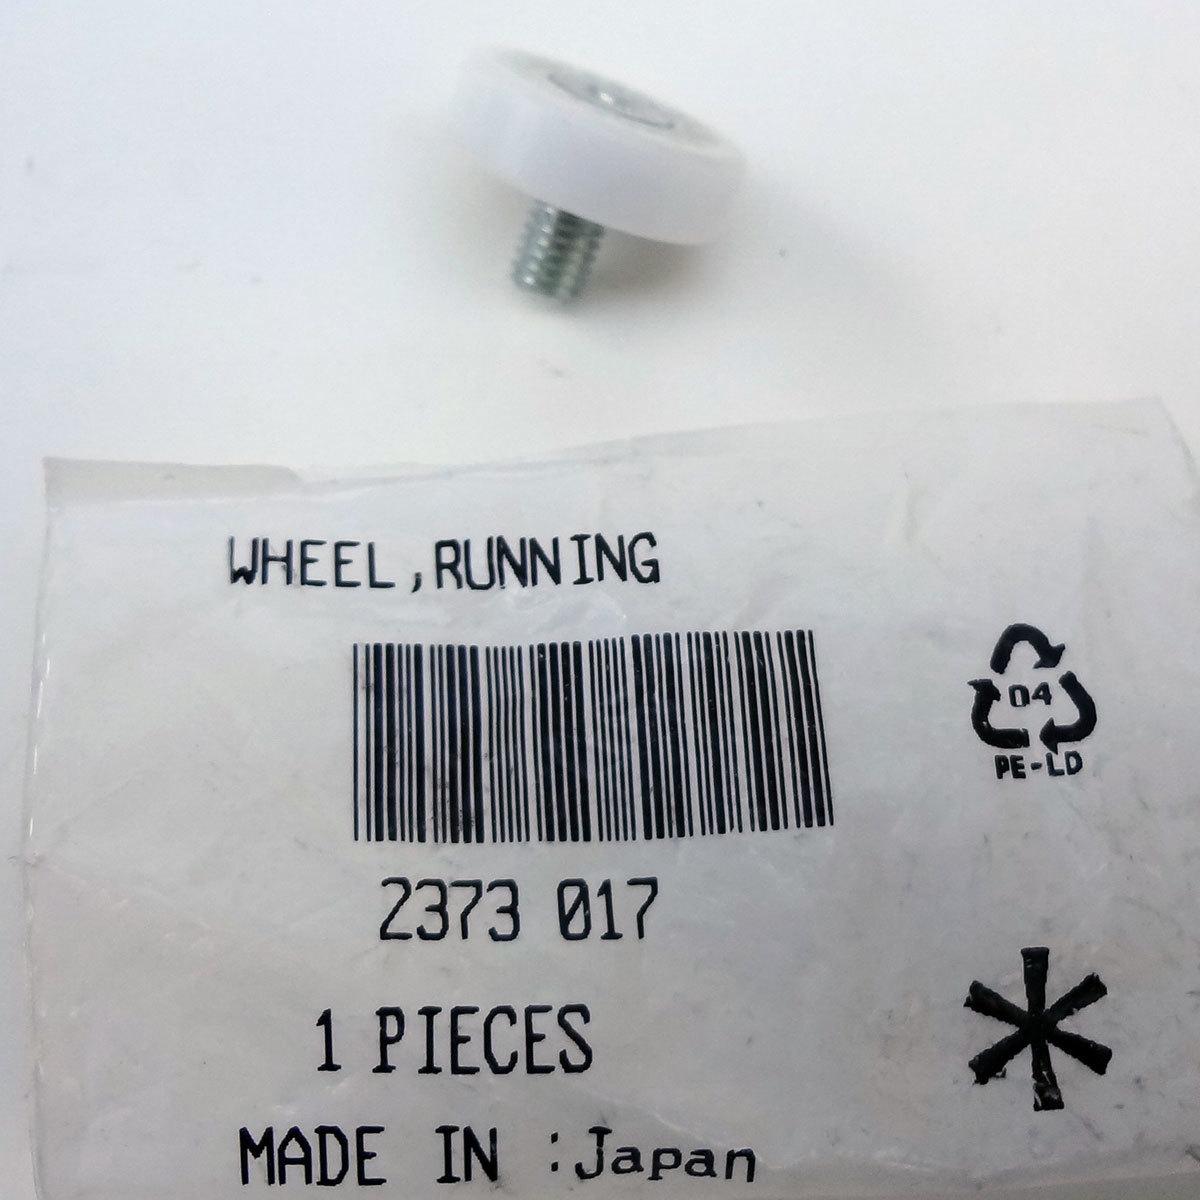 WHEEL,RUNNING
04
PE-LD
2373 017
1 PIECES
*
MADE IN :Japan